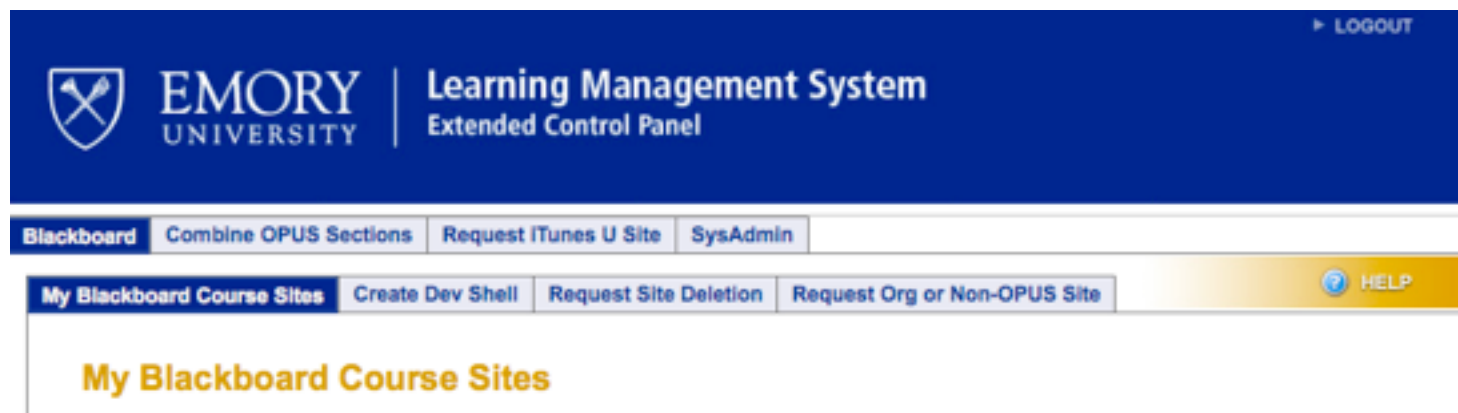 LOGOUT
EMORY
UNIVERSITY
Learning Management System
Extended Control Panel
Blackboard Combine OPUS Sections Request iTunes U Site SysAdmin
My Blackboard Course Sites Create Dev Shell Request Site Deletion Request Org or Non-OPUS Site
? HELP
My Blackboard Course Sites